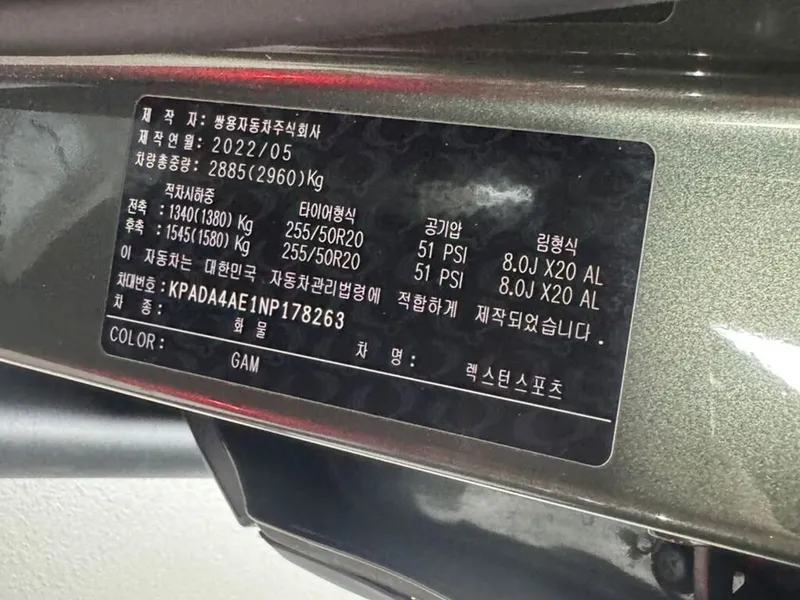 제 작 자: 쌍용자동차주식회사
제작연월: 2022/05
차량총중량: 2885(2960)Kg
적차시하중 타이어형식 공기압 림형식
전축 : 1340(1380) Kg 255/50R20 51 PSI 8.0J X20 AL
후축 : 1545(1580) Kg 255/50R20 51 PSI 8.0J X20 AL
이 자동차는 대한민국 자동차관리법령에 적합하게 제작되었습니다.
차대번호: KPADA4AE1NP178263
차 종: 화물 차 명: 렉스턴스포츠
COLOR: GAM